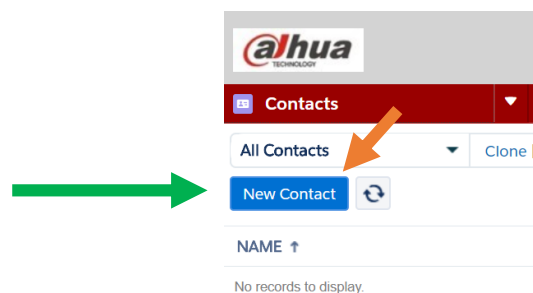 alhua
TECHNOLOGY
Contacts
All Contacts
Clone
New Contact
NAME ↑
No records to display.